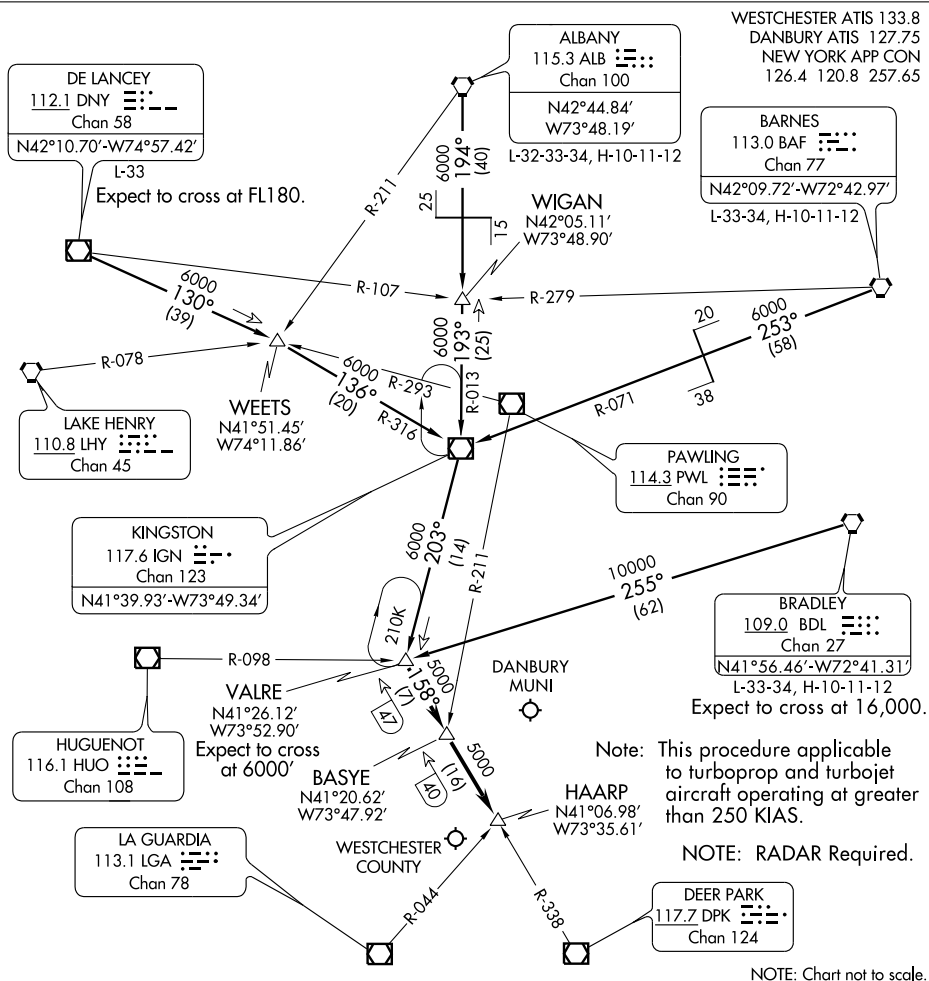 WESTCHESTER ATIS 133.8
DANBURY ATIS 127.75
NEW YORK APP CON
126.4 120.8 257.65
ALBANY
115.3 ALB
Chan 100
N42°44.84'
W73°48.19'
L-32-33-34, H-10-11-12
DE LANCEY
112.1 DNY
Chan 58
N42°10.70'-W74°57.42'
L-33
Expect to cross at FL180.
BARNES
113.0 BAF
Chan 77
N42°09.72'-W72°42.97'
L-33-34, H-10-11-12
R-211
6000
194°
(40)
25
15
WIGAN
N42°05.11'
W73°48.90'
6000
130°
(39)
R-107
R-279
6000
253°
(58)
20
38
R-071
6000
193°
(25)
R-013
R-078
6000
136°
(20)
R-293
R-316
WEETS
N41°51.45'
W74°11.86'
LAKE HENRY
110.8 LHY
Chan 45
PAWLING
114.3 PWL
Chan 90
KINGSTON
117.6 IGN
Chan 123
N41°39.93'-W73°49.34'
6000
203°
(14)
R-211
10000
255°
(62)
BRADLEY
109.0 BDL
Chan 27
N41°56.46'-W72°41.31'
L-33-34, H-10-11-12
Expect to cross at 16,000.
210K
R-098
HUGUENOT
116.1 HUO
Chan 108
VALRE
N41°26.12'
W73°52.90'
Expect to cross
at 6000'
5000
158°
(7)
47
DANBURY
MUNI
BASYE
N41°20.62'
W73°47.92'
5000
(16)
40
HAARP
N41°06.98'
W73°35.61'
WESTCHESTER
COUNTY
Note: This procedure applicable
to turboprop and turbojet
aircraft operating at greater
than 250 KIAS.
NOTE: RADAR Required.
LA GUARDIA
113.1 LGA
Chan 78
R-044
R-338
DEER PARK
117.7 DPK
Chan 124
NOTE: Chart not to scale.